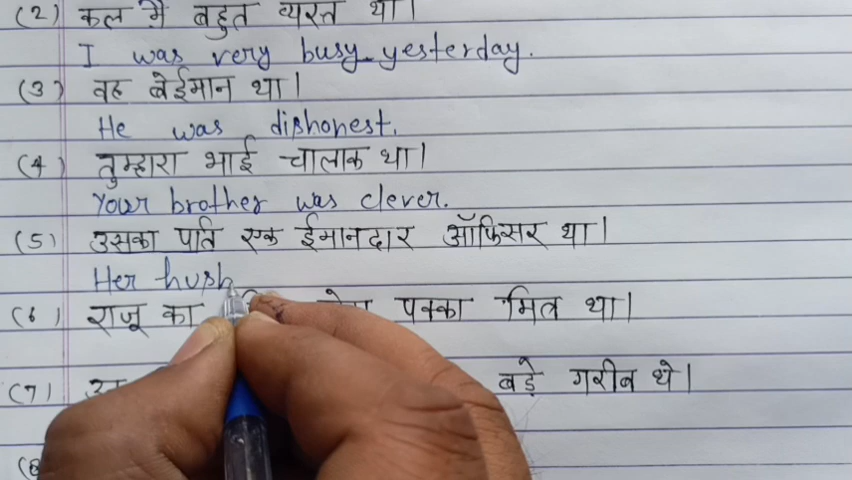 (2) कल मैं बहुत व्यस्त था।
I was very busy yesterday.
(3) वह बेईमान था।
He was dishonest.
(4) तुम्हारा भाई चालाक था।
Your brother was clever.
(5) उसका पति एक ईमानदार ऑफिसर था।
Her husb
(6) राजू का पक्का मित्र था।
(7) बड़े गरीब थे।
(8